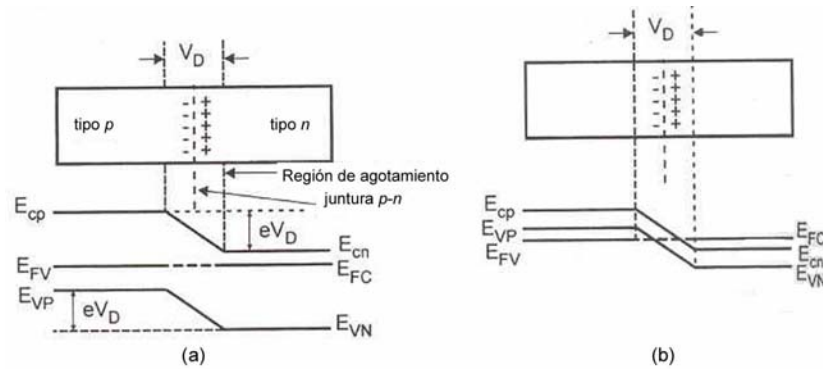 V_D
tipo p
- +
- +
- +
- +
- +
tipo n
Región de agotamiento
juntura p-n
E_cp
eV_D
E_cn
E_FV
E_FC
E_VP
eV_D
E_VN
(a)
V_D
- +
- +
- +
- +
- +
E_cp
E_VP
E_FV
E_FC
E_cn
E_VN
(b)